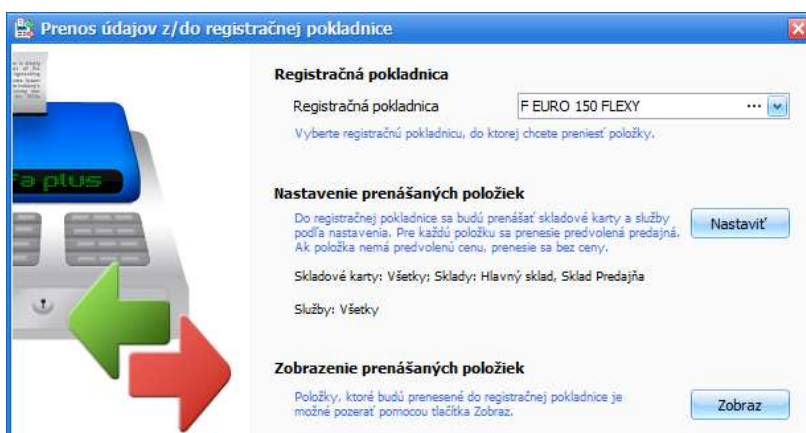 Prenos údajov z/do registračnej pokladnice
fa plus
Registračná pokladnica
Registračná pokladnica F EURO 150 FLEXY ...
Vyberte registračnú pokladnicu, do ktorej chcete preniesť položky.
Nastavenie prenášaných položiek
Do registračnej pokladnice sa budú prenášať skladové karty a služby
podľa nastavenia. Pre každú položku sa prenesie predvolená predajná.
Ak položka nemá predvolenú cenu, prenesie sa bez ceny.
Nastaviť
Skladové karty: Všetky; Sklady: Hlavný sklad, Sklad Predajňa
Služby: Všetky
Zobrazenie prenášaných položiek
Položky, ktoré budú prenesené do registračnej pokladnice je
možné pozerať pomocou tlačítka Zobraz.
Zobraz